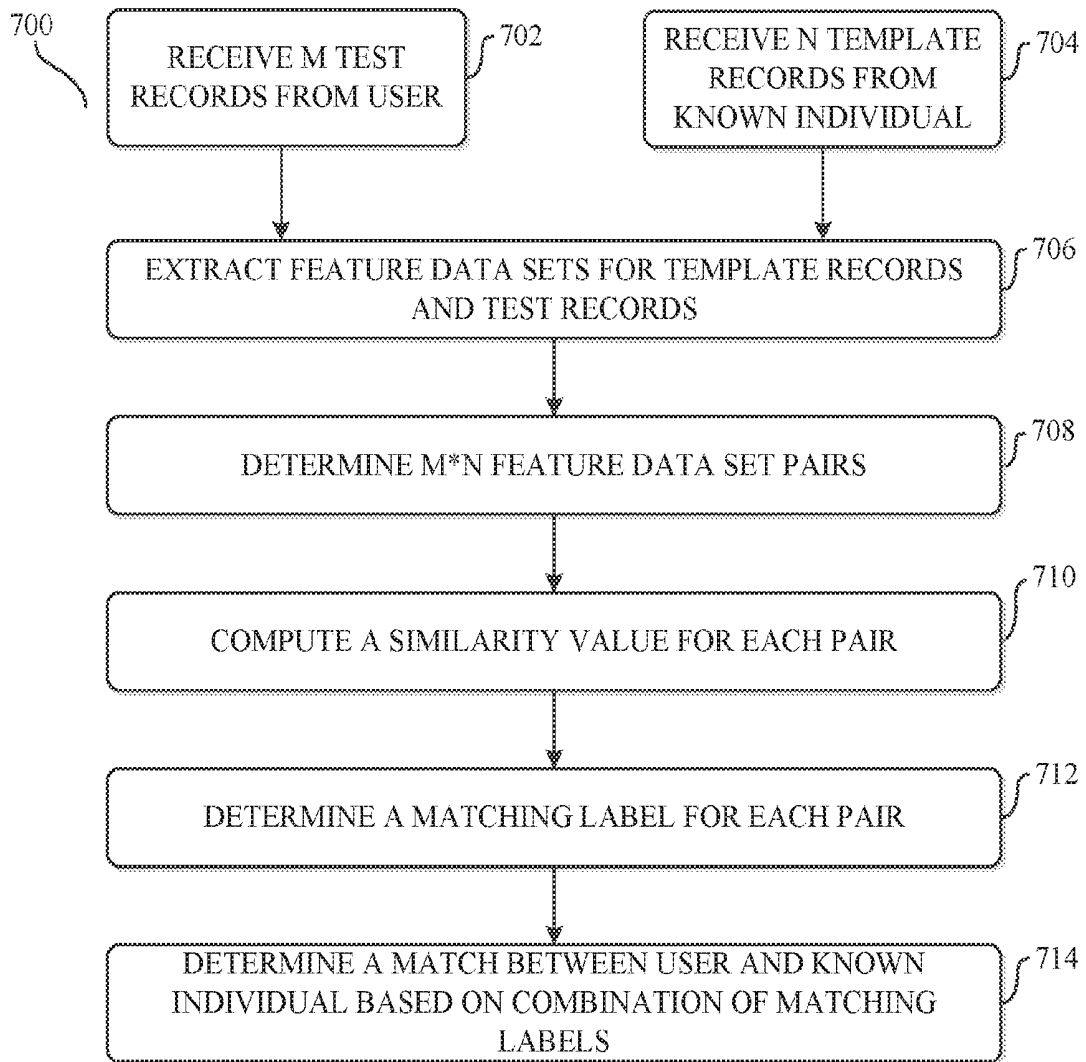 700
RECEIVE M TEST
RECORDS FROM USER
702
RECEIVE N TEMPLATE
RECORDS FROM
KNOWN INDIVIDUAL
704
EXTRACT FEATURE DATA SETS FOR TEMPLATE RECORDS
AND TEST RECORDS
706
DETERMINE M*N FEATURE DATA SET PAIRS
708
COMPUTE A SIMILARITY VALUE FOR EACH PAIR
710
DETERMINE A MATCHING LABEL FOR EACH PAIR
712
DETERMINE A MATCH BETWEEN USER AND KNOWN
INDIVIDUAL BASED ON COMBINATION OF MATCHING
LABELS
714